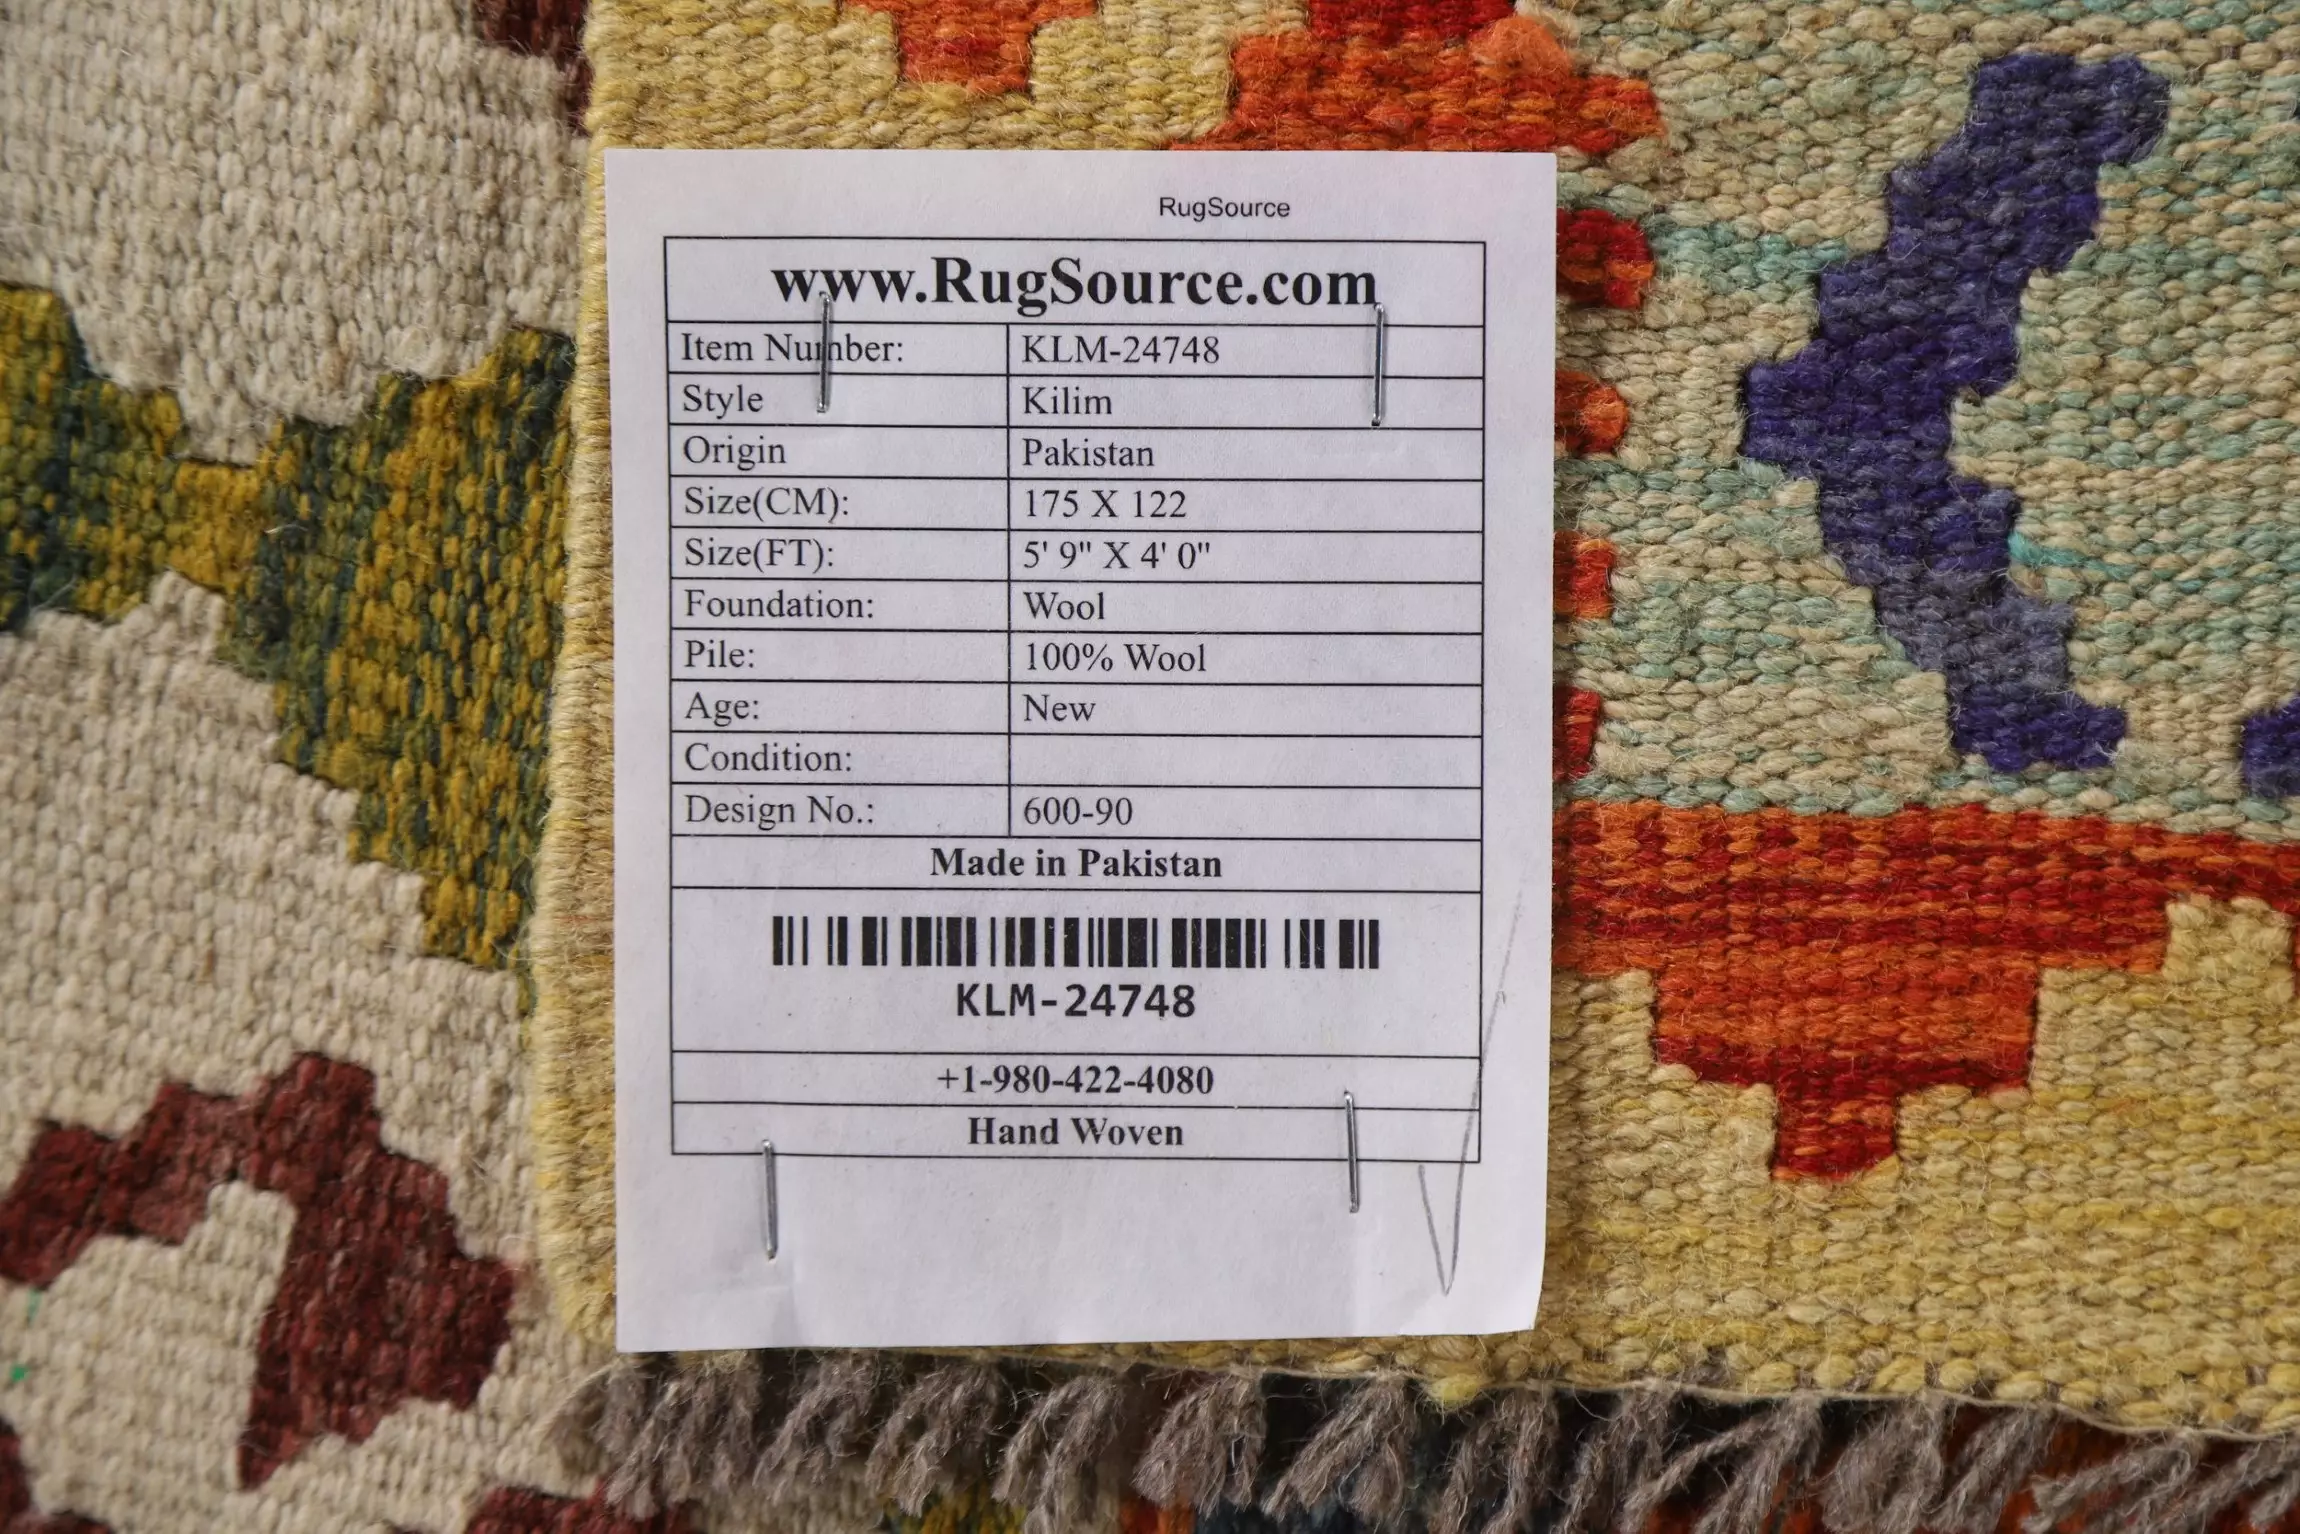 RugSource
www.RugSource.com
Item Number: KLM-24748
Style Kilim
Origin Pakistan
Size(CM): 175 X 122
Size(FT): 5' 9" X 4' 0"
Foundation: Wool
Pile: 100% Wool
Age: New
Condition:
Design No.: 600-90
Made in Pakistan
KLM-24748
+1-980-422-4080
Hand Woven